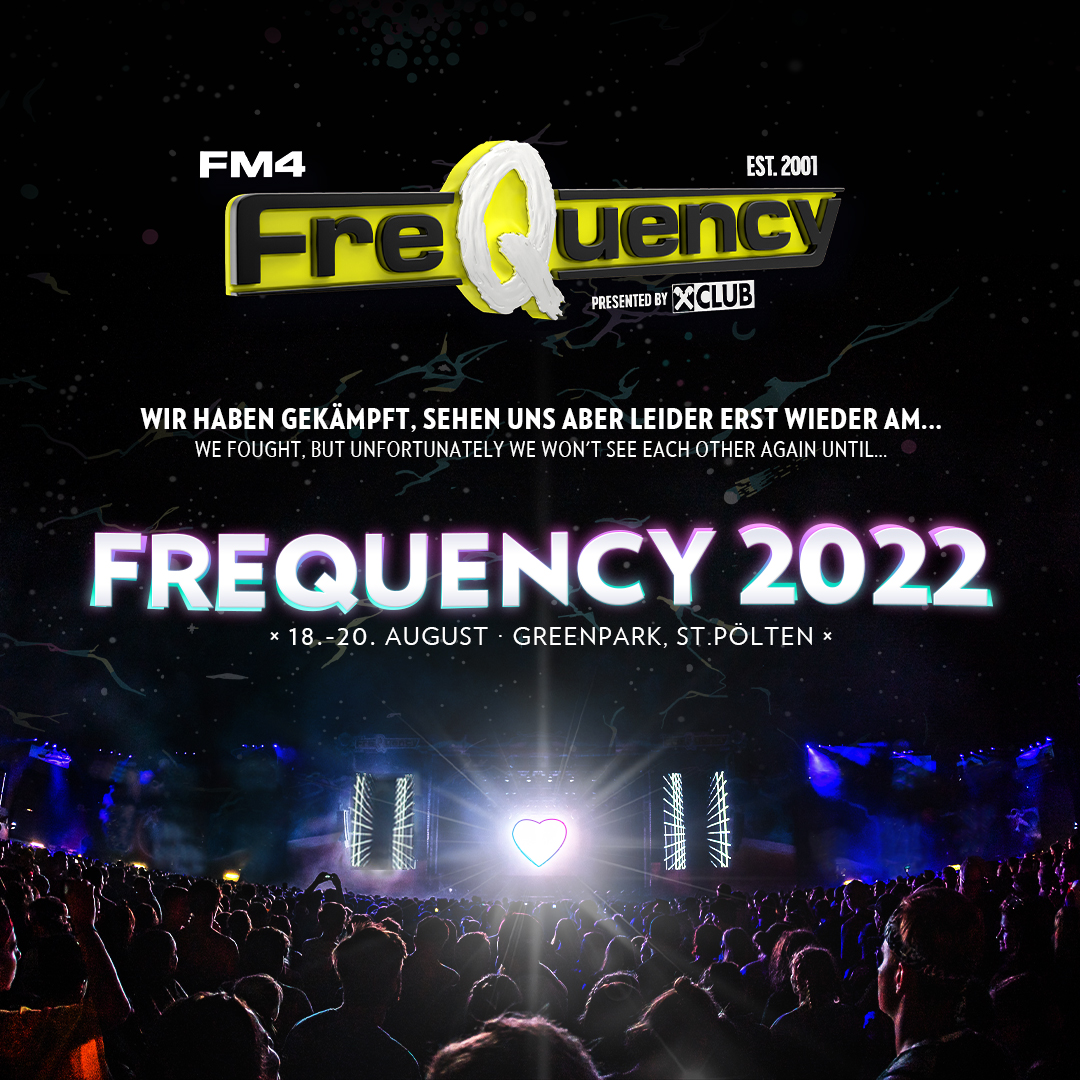 FM4
EST. 2001
FreQuency
PRESENTED BY XCLUB
WIR HABEN GEKÄMPFT, SEHEN UNS ABER LEIDER ERST WIEDER AM...
WE FOUGHT, BUT UNFORTUNATELY WE WON'T SEE EACH OTHER AGAIN UNTIL...
FREQUENCY 2022
× 18.-20. AUGUST · GREENPARK, ST.PÖLTEN ×